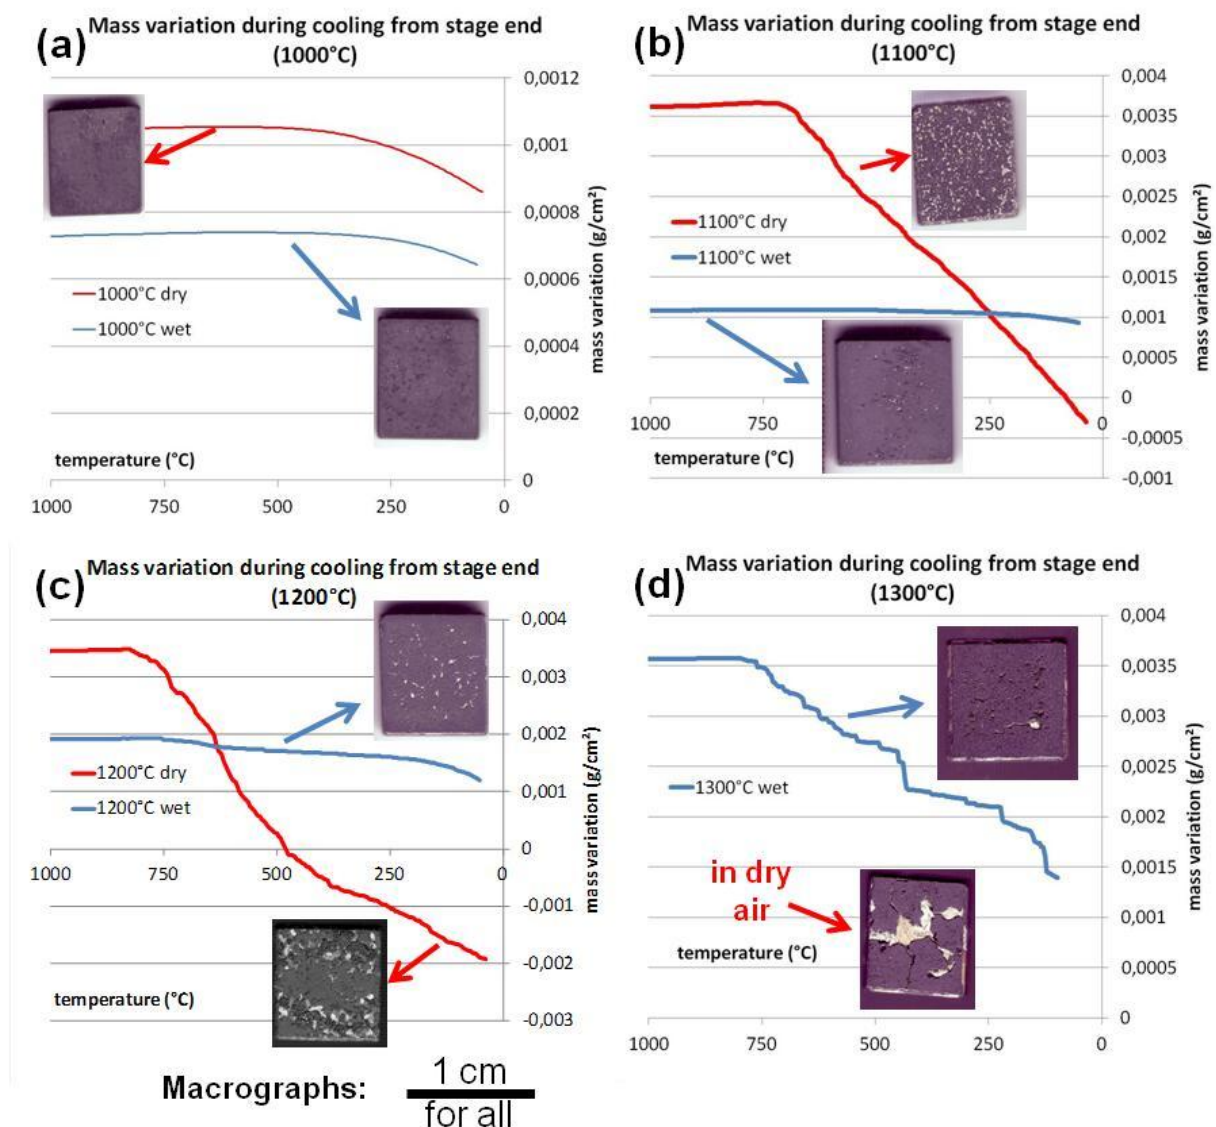 (a)
Mass variation during cooling from stage end
(1000°C)
0,0012
0,001
0,0008
0,0006
0,0004
0,0002
0
mass variation (g/cm²)
1000°C dry
1000°C wet
temperature (°C)
1000
750
500
250
0
(b)
Mass variation during cooling from stage end
(1100°C)
0,004
0,0035
0,003
0,0025
0,002
0,0015
0,001
0,0005
0
-0,0005
-0,001
mass variation (g/cm²)
1100°C dry
1100°C wet
1000
750
250
0
temperature (°C)
(c)
Mass variation during cooling from stage end
(1200°C)
0,004
0,003
0,002
0,001
0
-0,001
-0,002
-0,003
mass variation (g/cm²)
1200°C dry
1200°C wet
1000
750
500
250
0
temperature (°C)
(d)
Mass variation during cooling from stage end
(1300°C)
0,004
0,0035
0,003
0,0025
0,002
0,0015
0,001
0,0005
0
mass variation (g/cm²)
1300°C wet
in dry
air
temperature (°C)
1000
750
500
250
0
Macrographs:
1 cm
for all